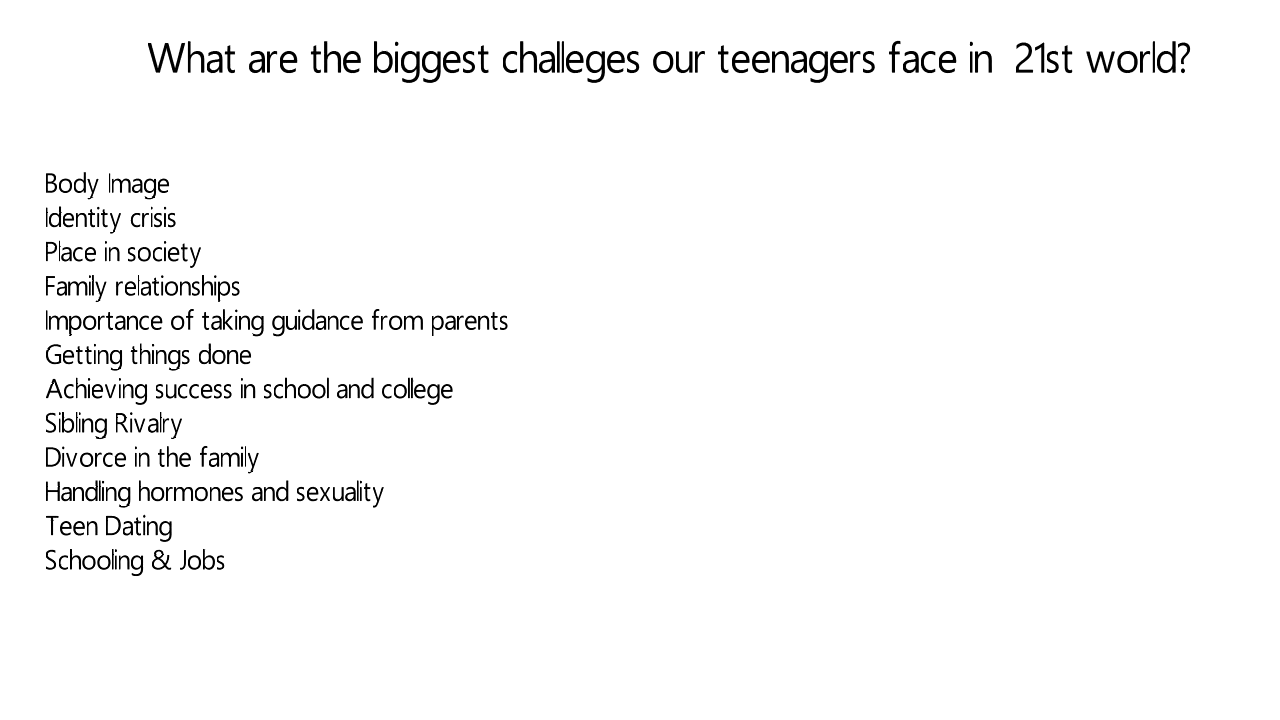 What are the biggest challeges our teenagers face in  21st world?
Body Image
Identity crisis
Place in society
Family relationships
Importance of taking guidance from parents
Getting things done
Achieving success in school and college
Sibling Rivalry
Divorce in the family
Handling hormones and sexuality
Teen Dating
Schooling & Jobs